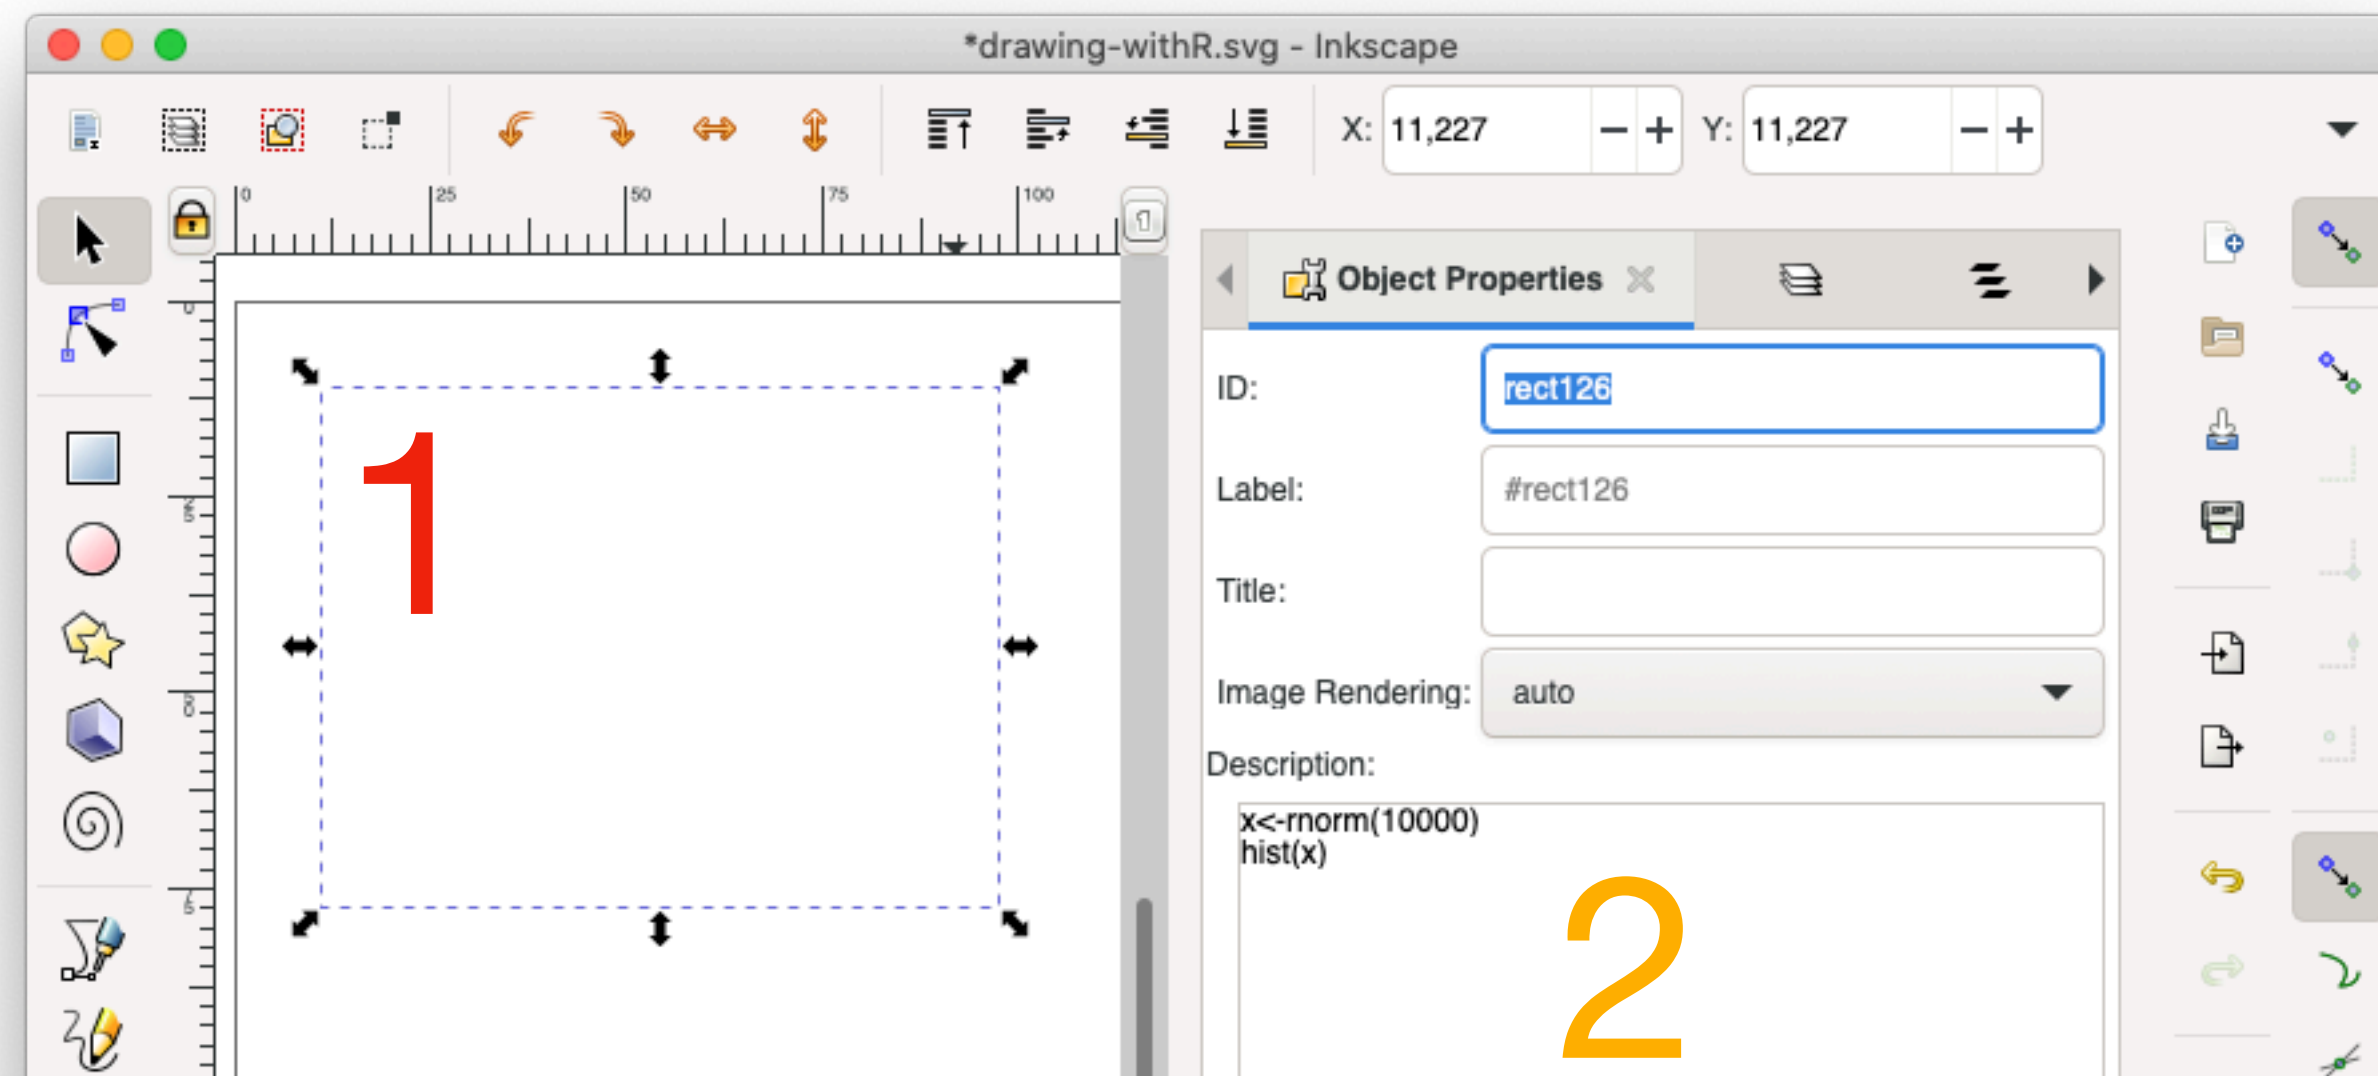 *drawing-withR.svg - Inkscape
X: 11,227 Y: 11,227
0 25 50 75 100
Object Properties
1
ID: rect126
Label: #rect126
Title:
Image Rendering: auto
Description:
x<-rnorm(10000)
hist(x)
2